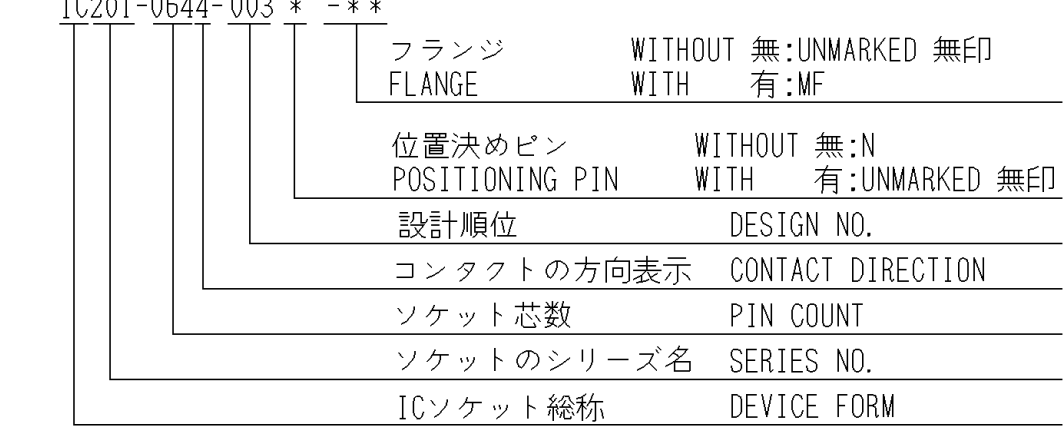 IC201-0644-003 * -**
フランジ WITHOUT 無:UNMARKED 無印
FLANGE WITH 有:MF
位置決めピン WITHOUT 無:N
POSITIONING PIN WITH 有:UNMARKED 無印
設計順位 DESIGN NO.
コンタクトの方向表示 CONTACT DIRECTION
ソケット芯数 PIN COUNT
ソケットのシリーズ名 SERIES NO.
ICソケット総称 DEVICE FORM